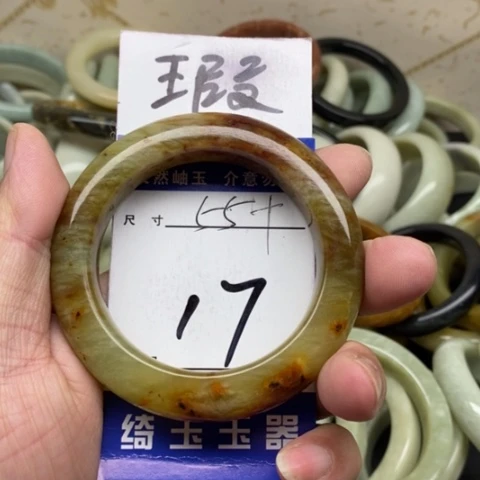 瑕
然岫玉 介意勿
尺寸 55+
17
绮玉玉器